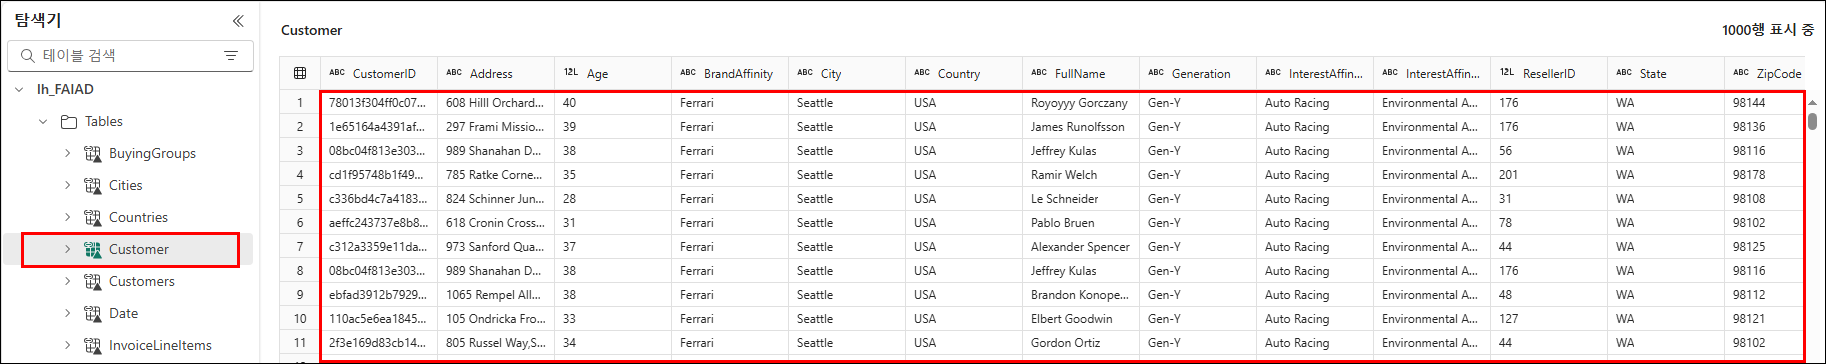 탐색기
테이블 검색
lh_FAIAD
Tables
BuyingGroups
Cities
Countries
Customer
Customers
Date
InvoiceLineItems
Customer
1000행 표시 중
ABC CustomerID ABC Address 12L Age ABC BrandAffinity ABC City ABC Country ABC FullName ABC Generation ABC InterestAffin... ABC InterestAffin... 12L ResellerID ABC State ABC ZipCode
1 78013f304ff0c07... 608 Hilll Orchard... 40 Ferrari Seattle USA Royoyyy Gorczany Gen-Y Auto Racing Environmental A... 176 WA 98144
2 1e65164a4391af... 297 Frami Missio... 39 Ferrari Seattle USA James Runolfsson Gen-Y Auto Racing Environmental A... 176 WA 98136
3 08bc04f813e303... 989 Shanahan D... 38 Ferrari Seattle USA Jeffrey Kulas Gen-Y Auto Racing Environmental A... 56 WA 98116
4 cd1f95748b1f49... 785 Ratke Corne... 35 Ferrari Seattle USA Ramir Welch Gen-Y Auto Racing Environmental A... 201 WA 98178
5 c336bd4c7a4183... 824 Schinner Jun... 28 Ferrari Seattle USA Le Schneider Gen-Y Auto Racing Environmental A... 31 WA 98108
6 aeffc243737e8b8... 618 Cronin Cross... 31 Ferrari Seattle USA Pablo Bruen Gen-Y Auto Racing Environmental A... 78 WA 98102
7 c312a3359e11da... 973 Sanford Qua... 37 Ferrari Seattle USA Alexander Spencer Gen-Y Auto Racing Environmental A... 44 WA 98125
8 08bc04f813e303... 989 Shanahan D... 38 Ferrari Seattle USA Jeffrey Kulas Gen-Y Auto Racing Environmental A... 176 WA 98116
9 ebfad3912b7929... 1065 Rempel All... 38 Ferrari Seattle USA Brandon Konope... Gen-Y Auto Racing Environmental A... 48 WA 98112
10 110ac5e6ea1845... 105 Ondricka Fro... 33 Ferrari Seattle USA Elbert Goodwin Gen-Y Auto Racing Environmental A... 127 WA 98121
11 2f3e169d83cb14... 805 Russel Way,S... 34 Ferrari Seattle USA Gordon Ortiz Gen-Y Auto Racing Environmental A... 44 WA 98102